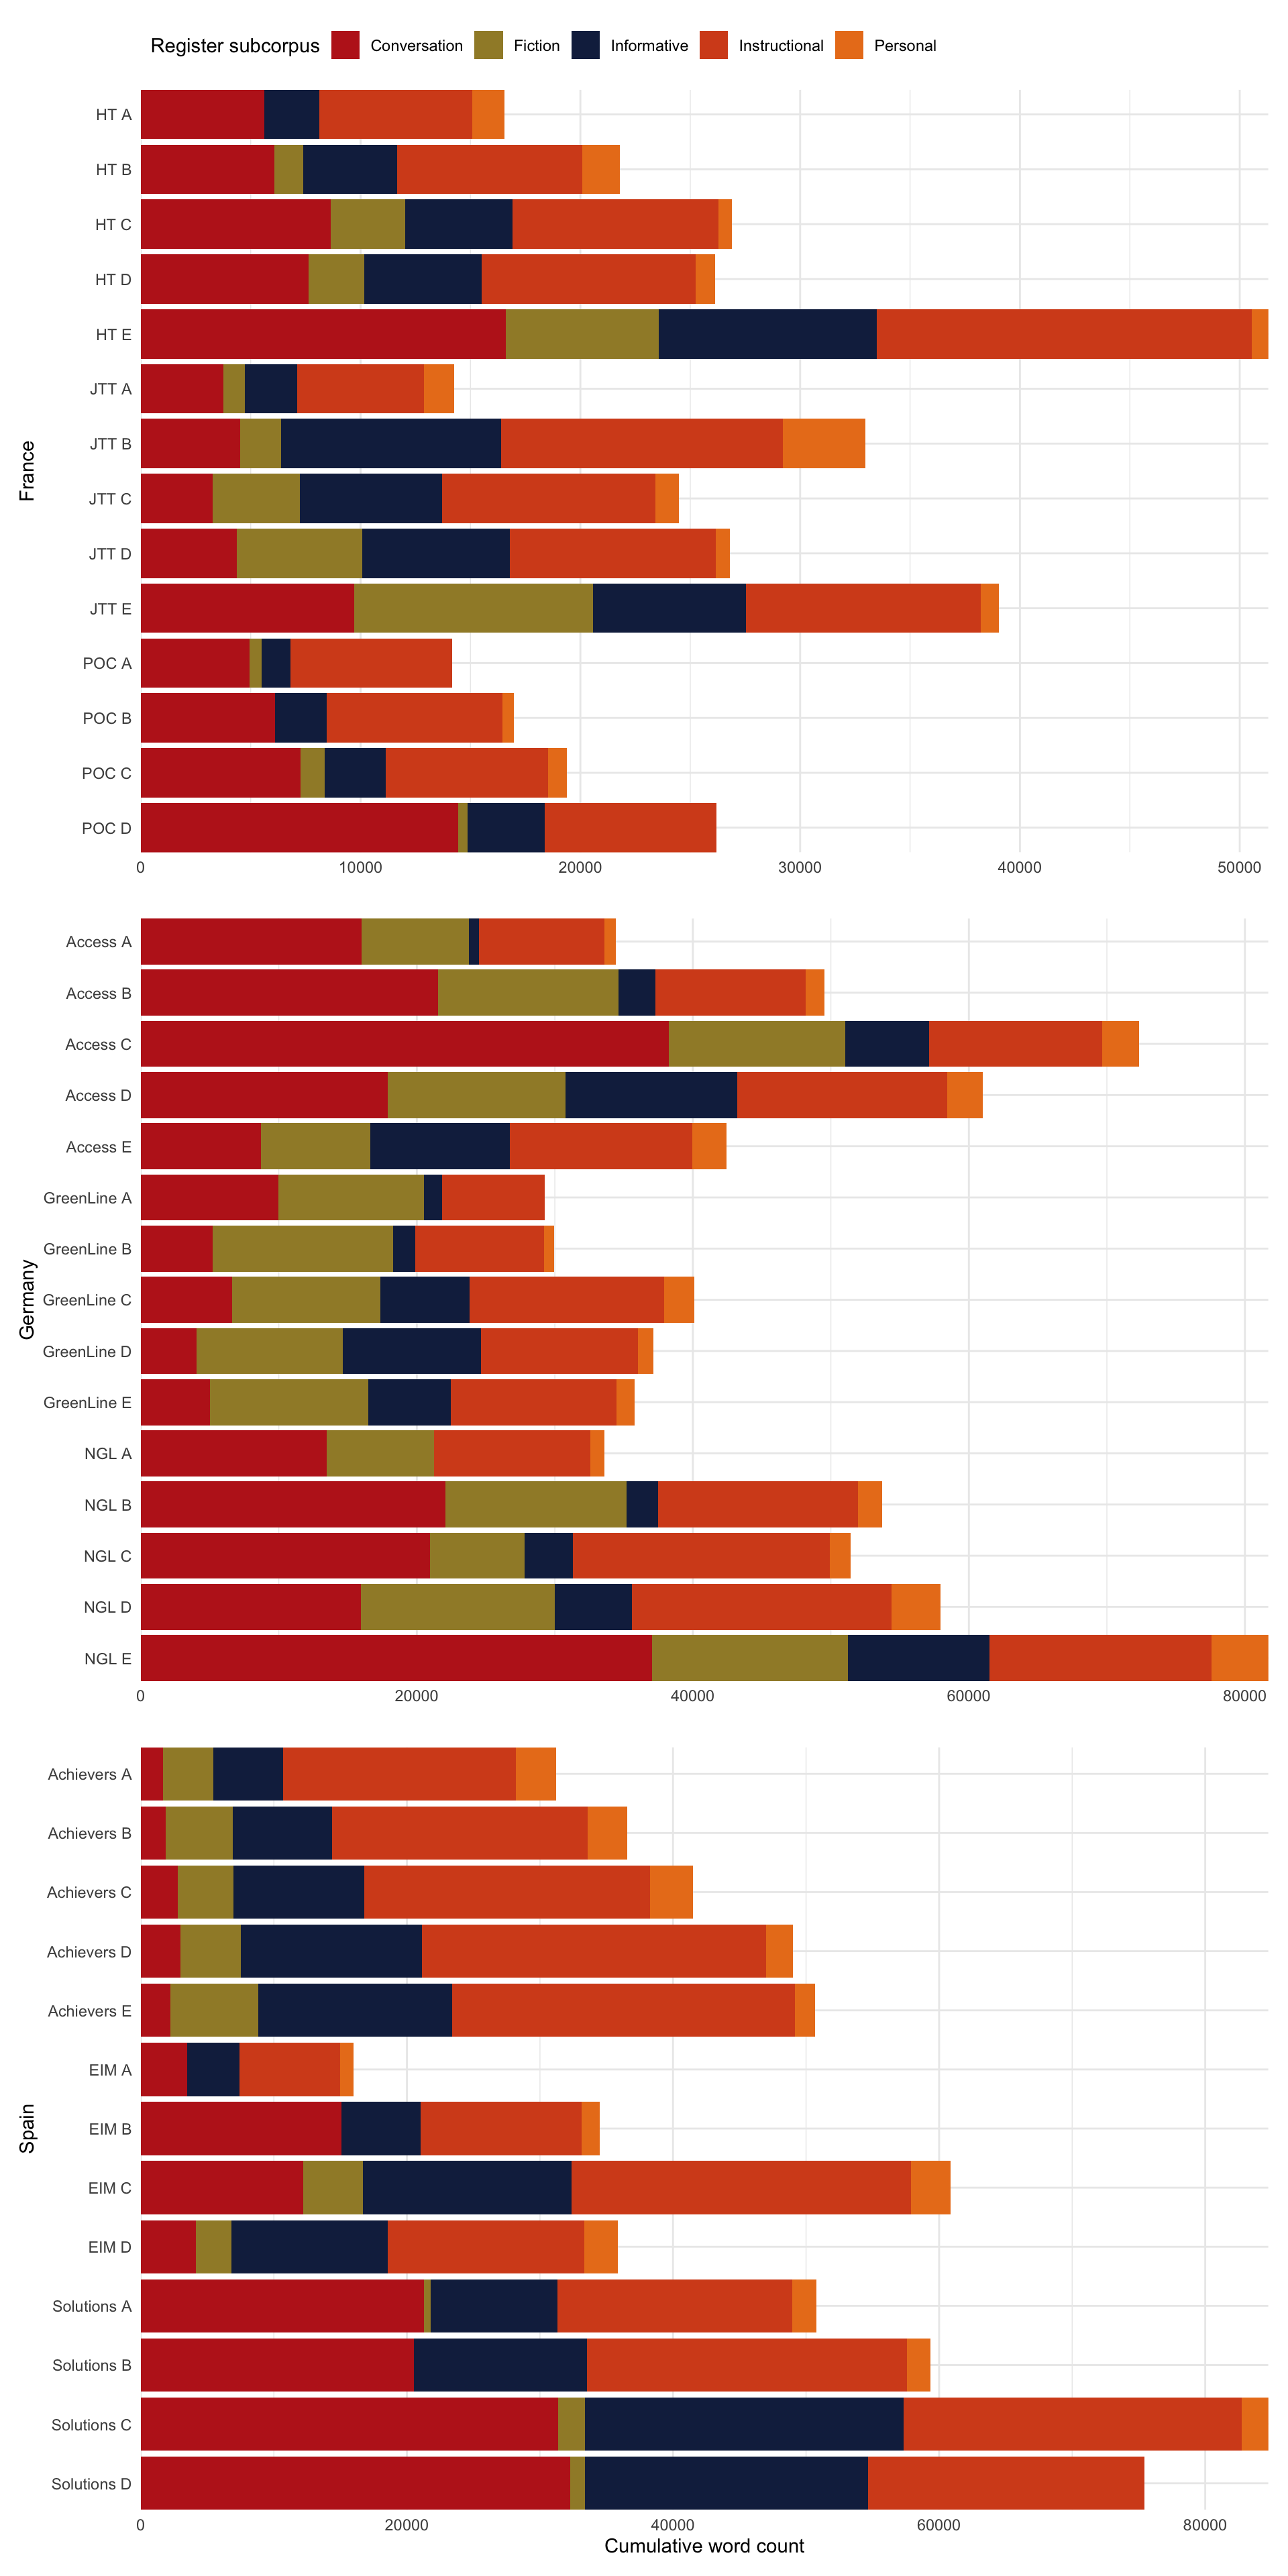 Register subcorpus Conversation Fiction Informative Instructional Personal
France
HT A
HT B
HT C
HT D
HT E
JTT A
JTT B
JTT C
JTT D
JTT E
POC A
POC B
POC C
POC D
0 10000 20000 30000 40000 50000
Germany
Access A
Access B
Access C
Access D
Access E
GreenLine A
GreenLine B
GreenLine C
GreenLine D
GreenLine E
NGL A
NGL B
NGL C
NGL D
NGL E
0 20000 40000 60000 80000
Spain
Achievers A
Achievers B
Achievers C
Achievers D
Achievers E
EIM A
EIM B
EIM C
EIM D
Solutions A
Solutions B
Solutions C
Solutions D
0 20000 40000 60000 80000
Cumulative word count